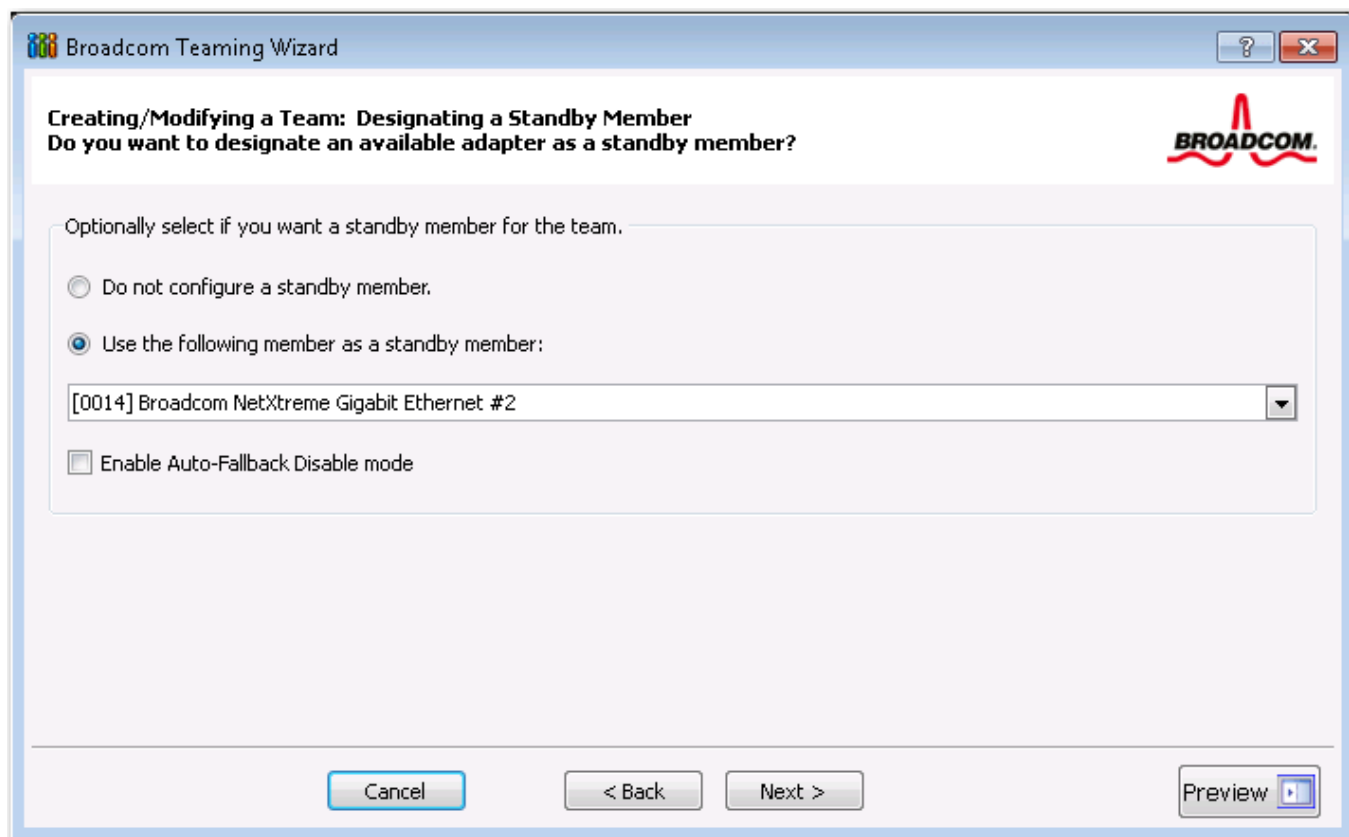 Broadcom Teaming Wizard
Creating/Modifying a Team: Designating a Standby Member
Do you want to designate an available adapter as a standby member?
BROADCOM.
Optionally select if you want a standby member for the team.
Do not configure a standby member.
Use the following member as a standby member:
[0014] Broadcom NetXtreme Gigabit Ethernet #2
Enable Auto-Fallback Disable mode
Cancel
< Back
Next >
Preview